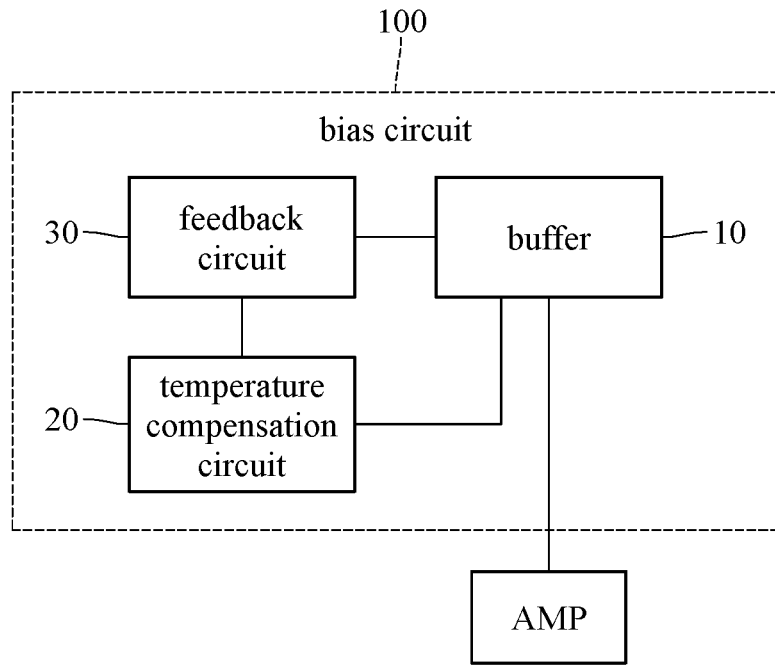 100
bias circuit
30
feedback
circuit
buffer
10
20
temperature
compensation
circuit
AMP